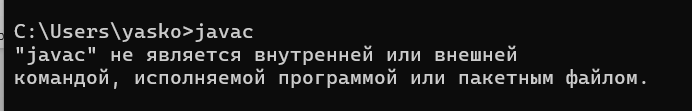 C:\Users\yasko>javac
"javac" не является внутренней или внешней
командой, исполняемой программой или пакетным файлом.